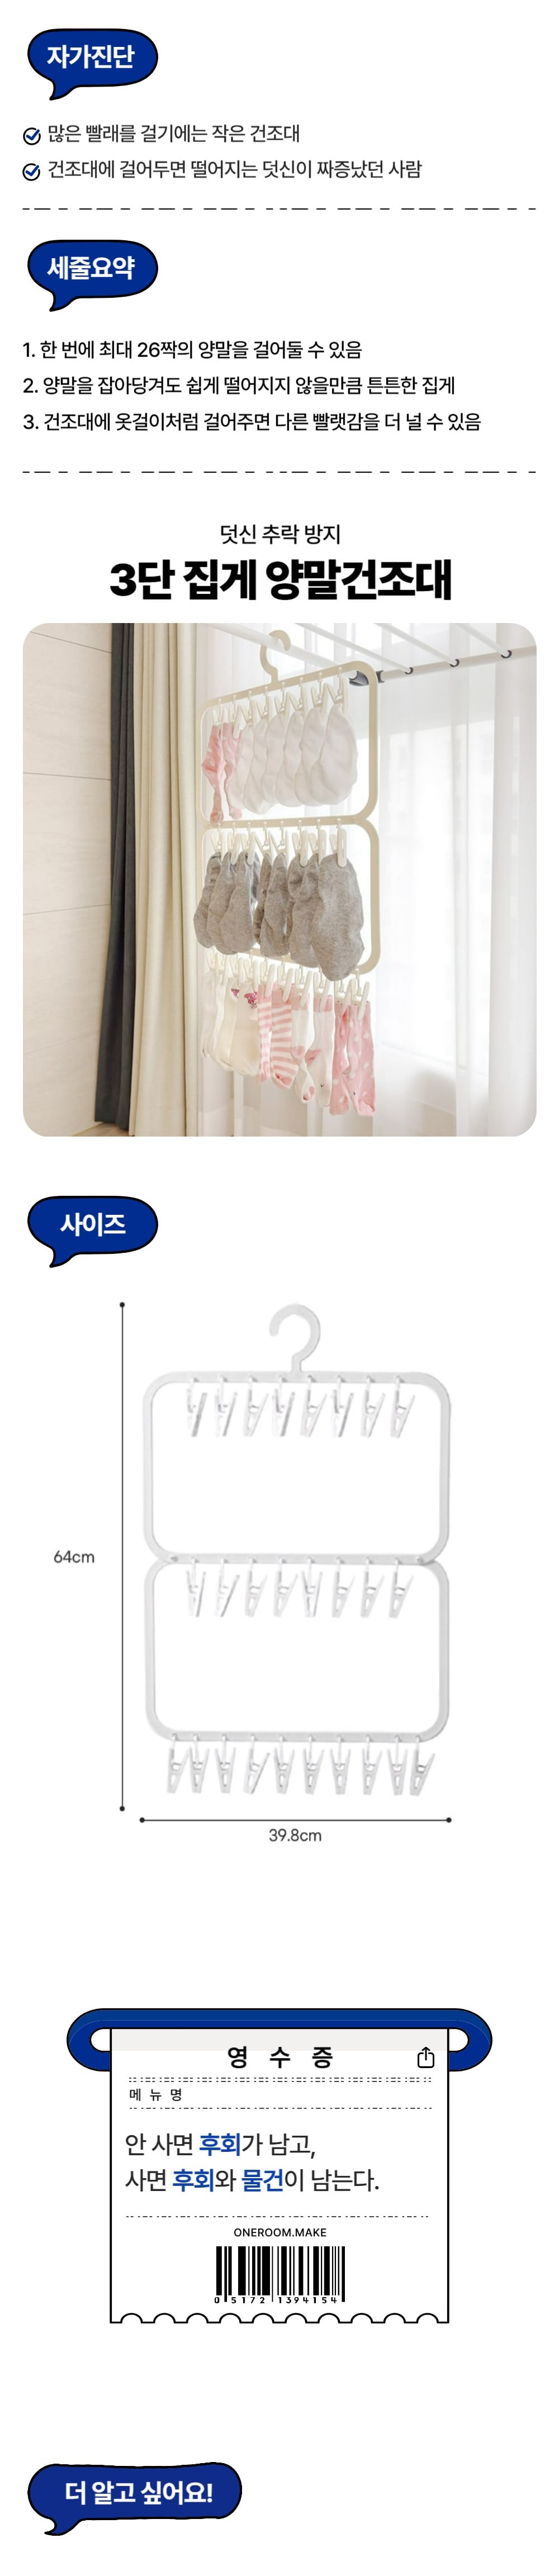 자가진단
많은 빨래를 걸기에는 작은 건조대
건조대에 걸어두면 떨어지는 덧신이 짜증났던 사람
세줄요약
1. 한 번에 최대 26짝의 양말을 걸어둘 수 있음
2. 양말을 잡아당겨도 쉽게 떨어지지 않을만큼 튼튼한 집게
3. 건조대에 옷걸이처럼 걸어주면 다른 빨랫감을 더 널 수 있음
덧신 추락 방지
3단 집게 양말건조대
사이즈
64cm
39.8cm
영 수 증
메 뉴 명
안 사면 후회가 남고,
사면 후회와 물건이 남는다.
ONEROOM.MAKE
0 5172 1394154
더 알고 싶어요!